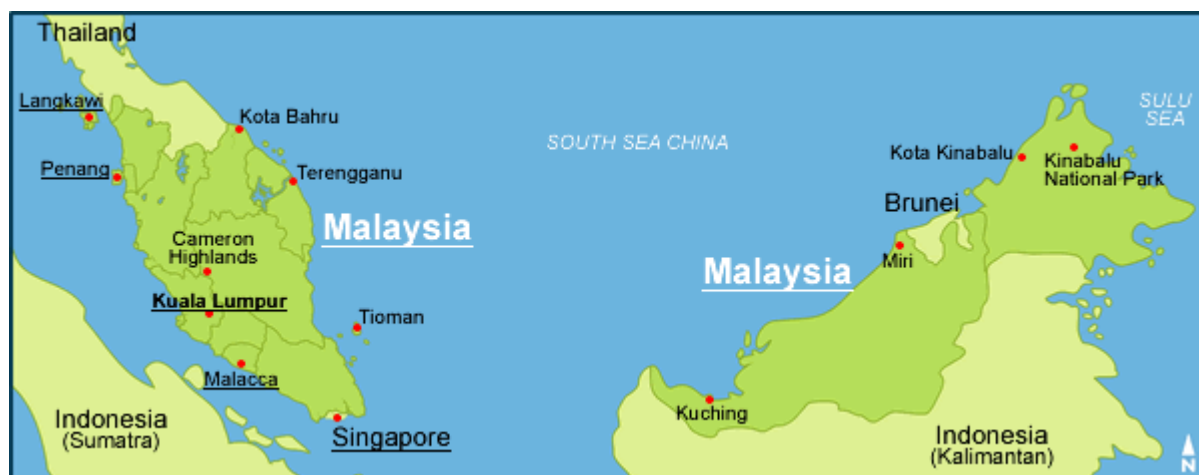 Thailand
Langkawi
Kota Bahru
SULU
SEA
SOUTH SEA CHINA
Penang
Terengganu
Kota Kinabalu
Kinabalu
National Park
Malaysia
Brunei
Cameron
Highlands
Miri
Malaysia
Kuala Lumpur
Tioman
Malacca
Kuching
Indonesia
(Sumatra)
Singapore
Indonesia
(Kalimantan)
N